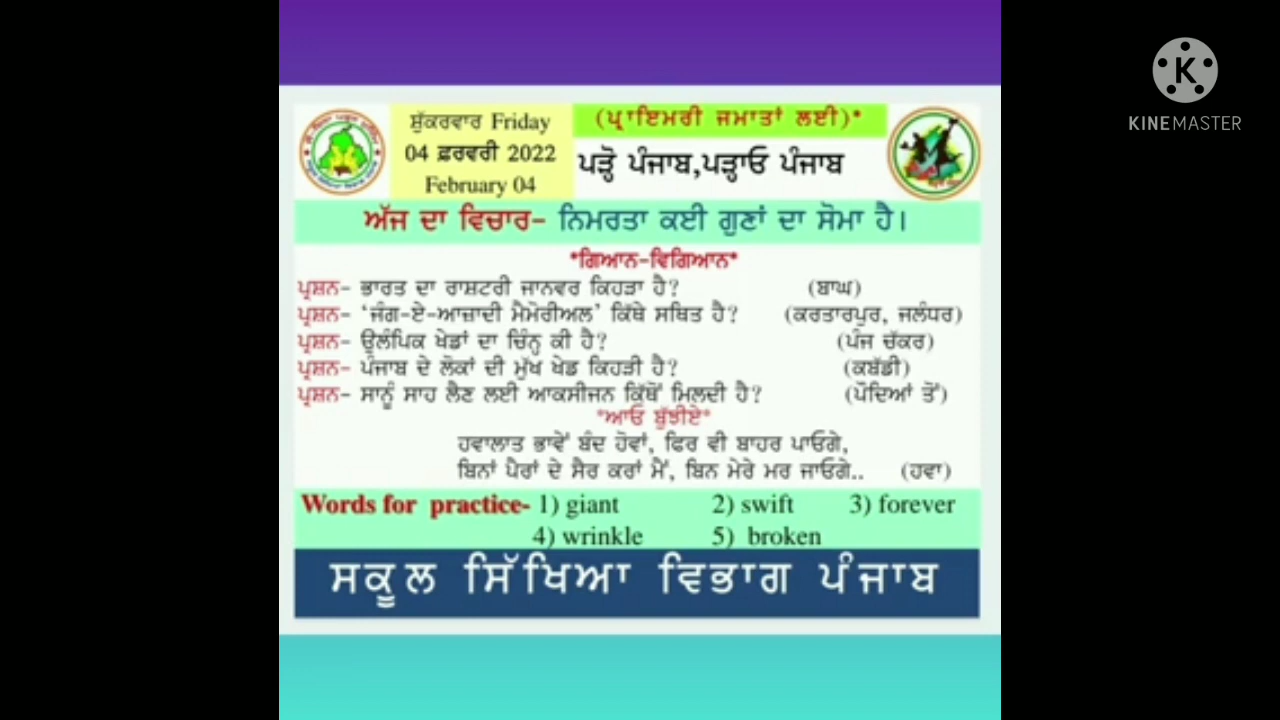 KINEMASTER
ਸ਼ੁੱਕਰਵਾਰ Friday
04 ਫ਼ਰਵਰੀ 2022
February 04
(ਪ੍ਰਾਇਮਰੀ ਜਮਾਤਾਂ ਲਈ)*
ਪੜ੍ਹੋ ਪੰਜਾਬ,ਪੜ੍ਹਾਓ ਪੰਜਾਬ
ਅੱਜ ਦਾ ਵਿਚਾਰ- ਨਿਮਰਤਾ ਕਈ ਗੁਣਾਂ ਦਾ ਸੋਮਾ ਹੈ।
*ਗਿਆਨ-ਵਿਗਿਆਨ*
ਪ੍ਰਸ਼ਨ- ਭਾਰਤ ਦਾ ਰਾਸ਼ਟਰੀ ਜਾਨਵਰ ਕਿਹੜਾ ਹੈ? (ਬਾਘ)
ਪ੍ਰਸ਼ਨ- 'ਜੰਗ-ਏ-ਆਜ਼ਾਦੀ ਮੈਮੋਰੀਅਲ' ਕਿੱਥੇ ਸਥਿਤ ਹੈ? (ਕਰਤਾਰਪੁਰ, ਜਲੰਧਰ)
ਪ੍ਰਸ਼ਨ- ਉਲੰਪਿਕ ਖੇਡਾਂ ਦਾ ਚਿੰਨ੍ਹ ਕੀ ਹੈ? (ਪੰਜ ਚੱਕਰ)
ਪ੍ਰਸ਼ਨ- ਪੰਜਾਬ ਦੇ ਲੋਕਾਂ ਦੀ ਮੁੱਖ ਖੇਡ ਕਿਹੜੀ ਹੈ? (ਕਬੱਡੀ)
ਪ੍ਰਸ਼ਨ- ਸਾਨੂੰ ਸਾਹ ਲੈਣ ਲਈ ਆਕਸੀਜਨ ਕਿੱਥੋਂ ਮਿਲਦੀ ਹੈ? (ਪੌਦਿਆਂ ਤੋਂ)
*ਆਓ ਬੁੱਝੀਏ*
ਹਵਾਲਾਤ ਭਾਵੇਂ ਬੰਦ ਹੋਵਾਂ, ਫਿਰ ਵੀ ਬਾਹਰ ਪਾਓਗੇ,
ਬਿਨਾਂ ਪੈਰਾਂ ਦੇ ਸੈਰ ਕਰਾਂ ਮੈਂ, ਬਿਨ ਮੇਰੇ ਮਰ ਜਾਓਗੇ.. (ਹਵਾ)
Words for practice- 1) giant 2) swift 3) forever
4) wrinkle 5) broken
ਸਕੂਲ ਸਿੱਖਿਆ ਵਿਭਾਗ ਪੰਜਾਬ